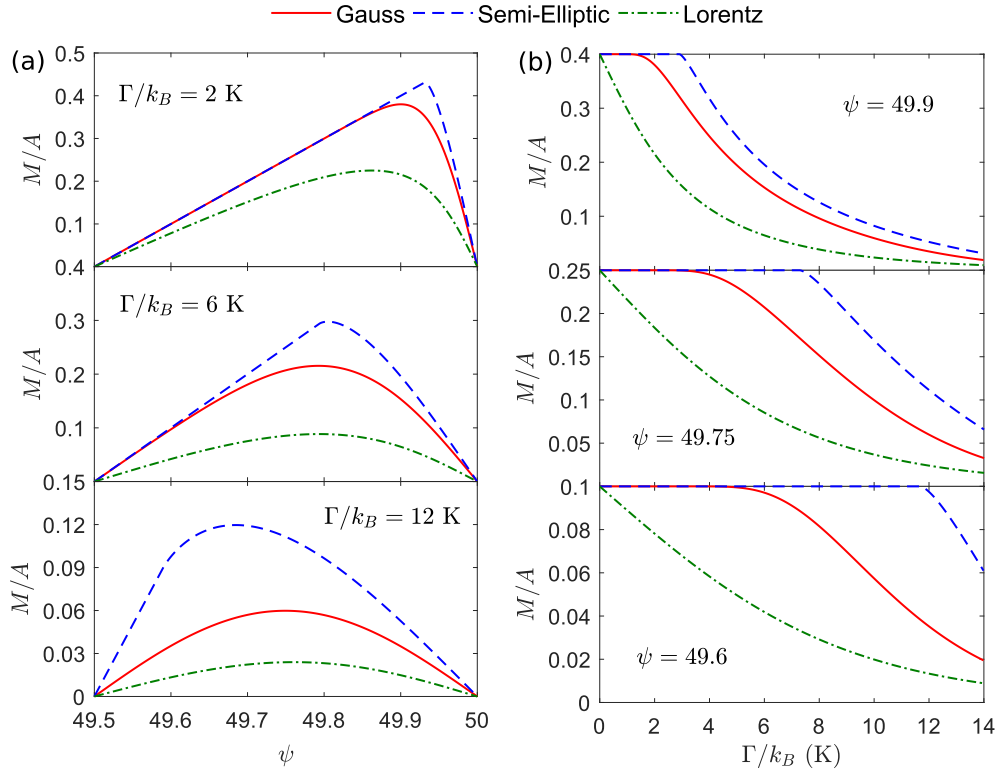 Gauss Semi-Elliptic Lorentz
(a)
0.5
0.4
0.3
0.2
0.1
0.4
M/A
Γ/k_B = 2 K
0.3
0.2
0.1
0.15
M/A
Γ/k_B = 6 K
0.12
0.09
0.06
0.03
0
M/A
Γ/k_B = 12 K
49.5 49.6 49.7 49.8 49.9 50
ψ
(b)
0.4
0.3
0.2
0.1
0.25
M/A
ψ = 49.9
0.2
0.15
0.1
0.05
0.1
M/A
ψ = 49.75
0.08
0.06
0.04
0.02
0
M/A
ψ = 49.6
0 2 4 6 8 10 12 14
Γ/k_B (K)